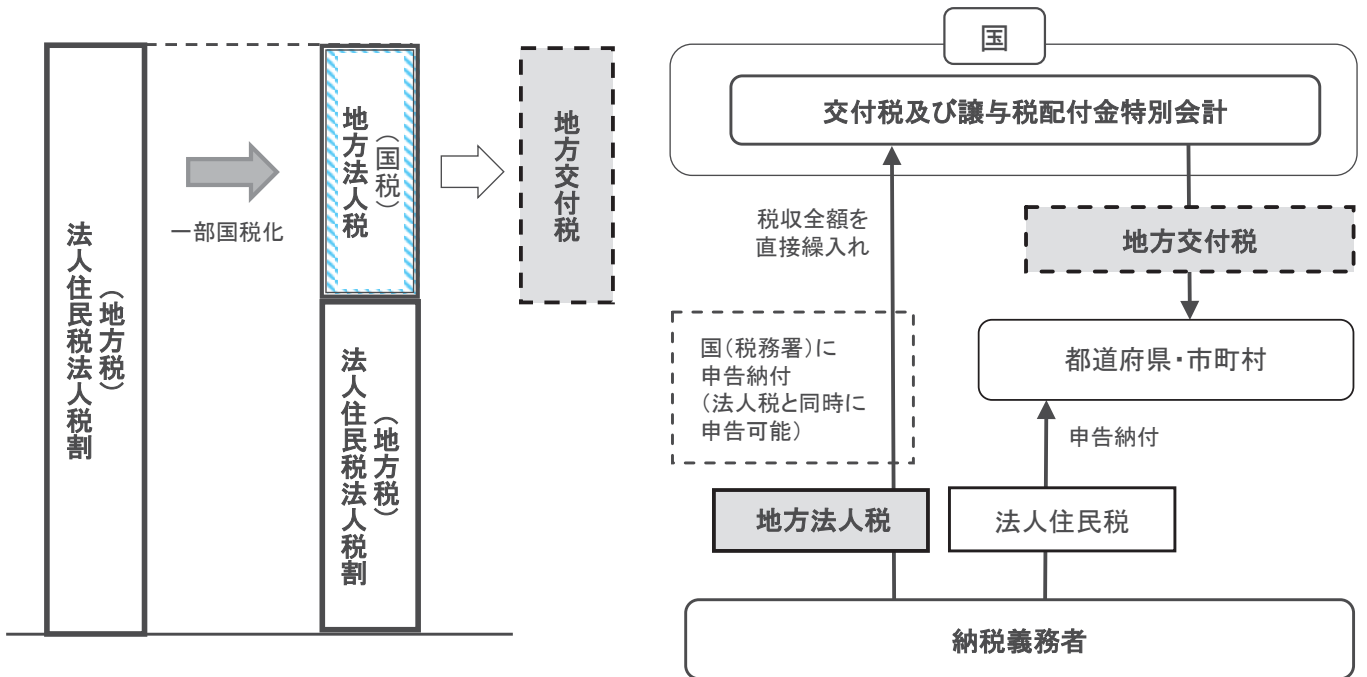 法人住民税法人税割
（地方税）
一部国税化
地方法人税
（国税）
法人住民税法人税割
（地方税）
地方交付税
国
交付税及び譲与税配付金特別会計
税収全額を
直接繰入れ
地方交付税
国（税務署）に
申告納付
（法人税と同時に
申告可能）
都道府県・市町村
申告納付
地方法人税
法人住民税
納税義務者